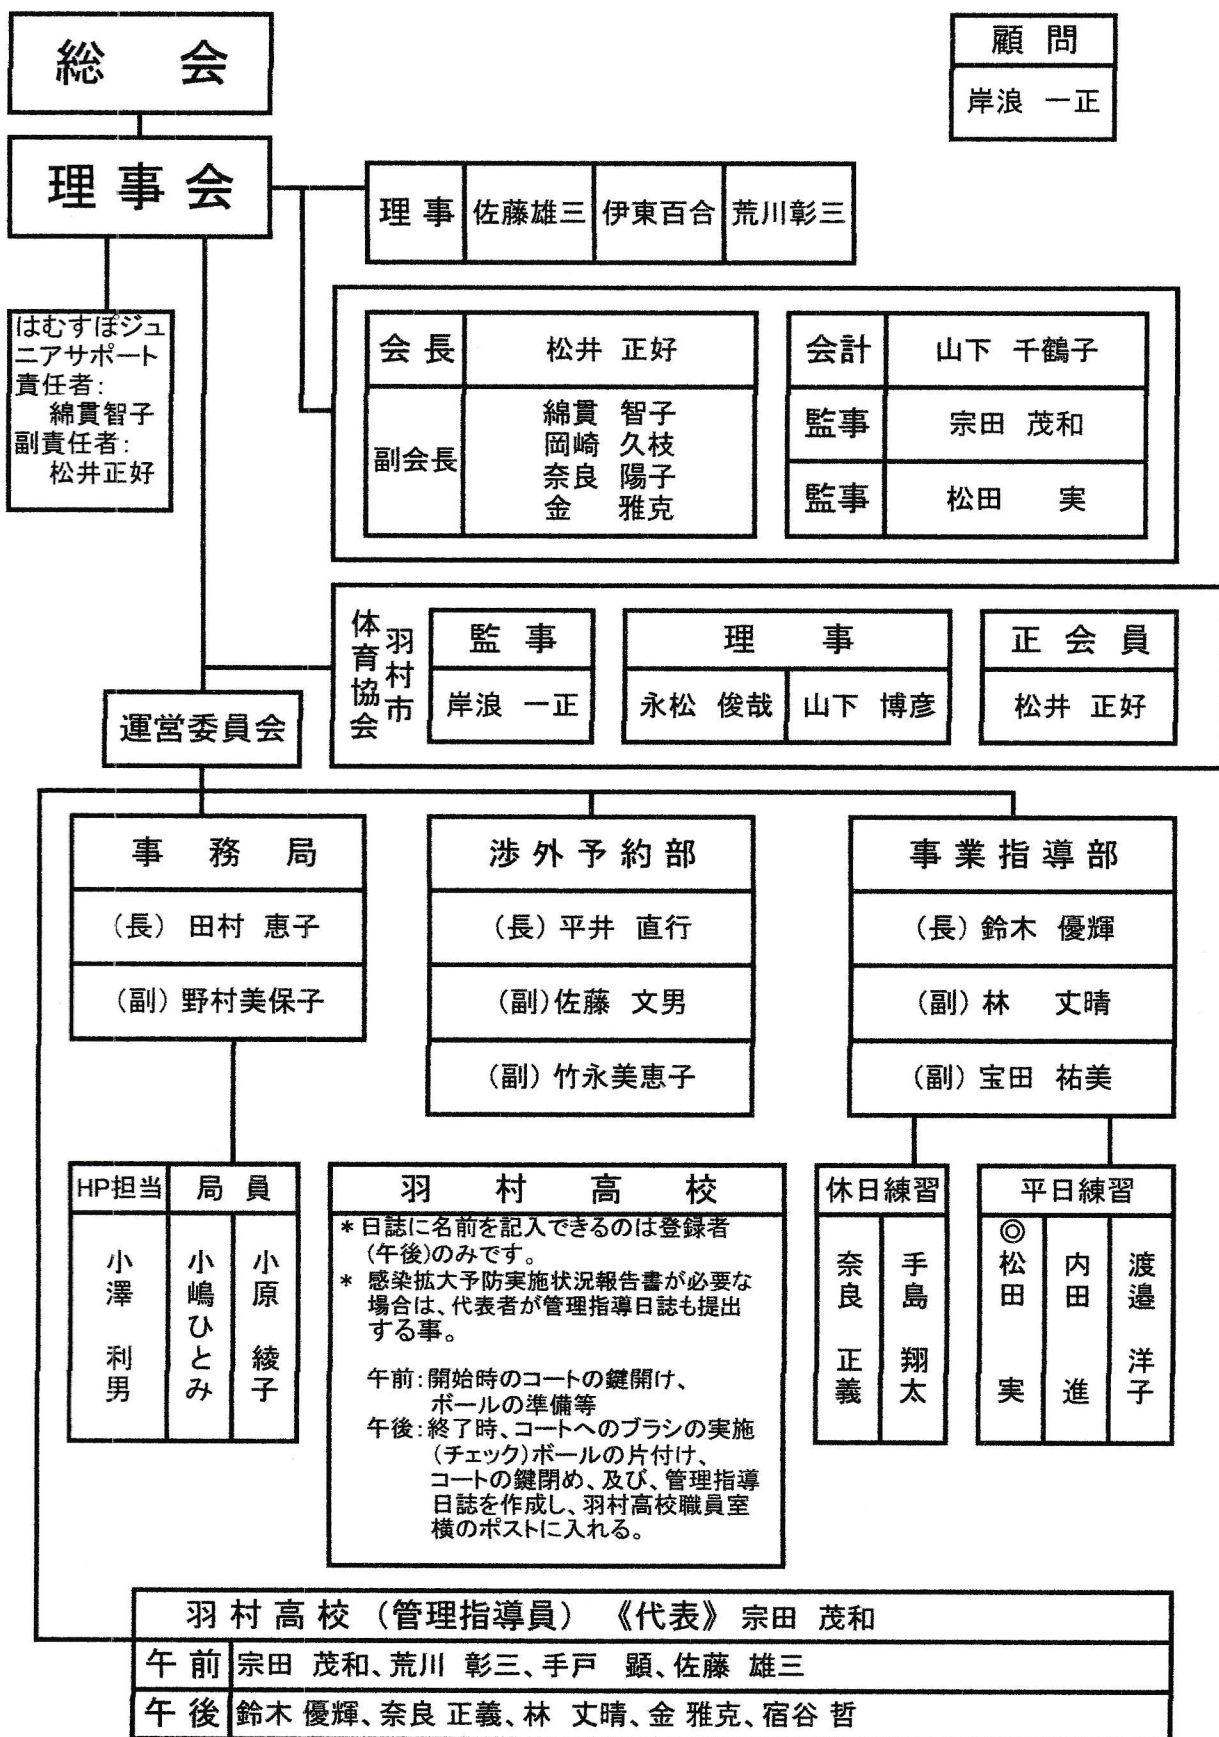 総 会
顧 問
岸浪 一正
理事会
理 事 佐藤雄三 伊東百合 荒川彰三
はむすぽジュ
ニアサポート
責任者：
綿貫智子
副責任者：
松井正好
会 長 松井 正好
副会長
綿貫 智子
岡崎 久枝
奈良 陽子
金 雅克
会計 山下 千鶴子
監事 宗田 茂和
監事 松田 実
羽村市
体育協会
監 事
岸浪 一正
理 事
永松 俊哉 山下 博彦
正 会 員
松井 正好
運営委員会
事 務 局
（長） 田村 恵子
（副） 野村美保子
渉外予約部
（長） 平井 直行
（副）佐藤 文男
（副） 竹永美恵子
事業指導部
（長） 鈴木 優輝
（副） 林 丈晴
（副） 宝田 祐美
HP担当
小澤 利男
局 員
小嶋ひとみ
小原 綾子
羽 村 高 校
* 日誌に名前を記入できるのは登録者
（午後）のみです。
* 感染拡大予防実施状況報告書が必要な
場合は、代表者が管理指導日誌も提出
する事。
午前：開始時のコートの鍵開け、
ボールの準備等
午後：終了時、コートへのブラシの実施
（チェック）ボールの片付け、
コートの鍵閉め、及び、管理指導
日誌を作成し、羽村高校職員室
横のポストに入れる。
休日練習
奈良 正義
手島 翔太
平日練習
◎松田 実
内田 進
渡邉 洋子
羽村高校 （管理指導員） 《代表》 宗田 茂和
午 前 宗田 茂和、荒川 彰三、手戸 顕、佐藤 雄三
午 後 鈴木 優輝、奈良 正義、林 丈晴、金 雅克、宿谷 哲